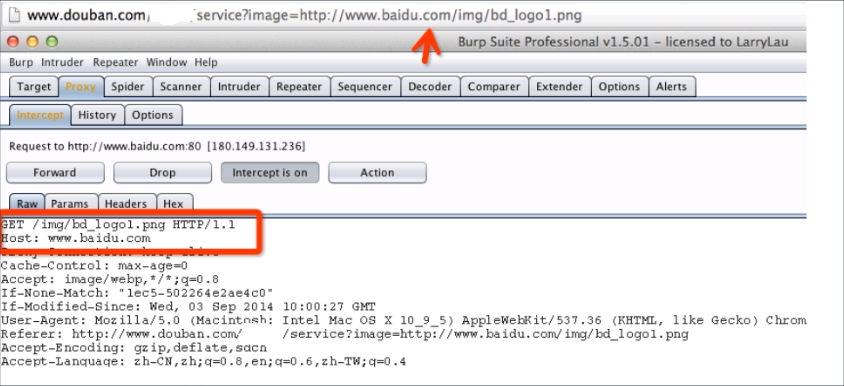 www.douban.com/ service?image=http://www.baidu.com/img/bd_logo1.png
Burp Suite Professional v1.5.01 – licensed to LarryLau
Burp Intruder Repeater Window Help
Target Proxy Spider Scanner Intruder Repeater Sequencer Decoder Comparer Extender Options Alerts
Intercept History Options
Request to http://www.baidu.com:80 [180.149.131.236]
Forward Drop Intercept is on Action
Raw Params Headers Hex
GET /img/bd_logo1.png HTTP/1.1
Host: www.baidu.com
Proxy-Connection: keep-alive
Cache-Control: max-age=0
Accept: image/webp,*/*;q=0.8
If-None-Match: "1ec5-502264e2ae4c0"
If-Modified-Since: Wed, 03 Sep 2014 10:00:27 GMT
User-Agent: Mozilla/5.0 (Macintosh: Intel Mac OS X 10_9_5) AppleWebKit/537.36 (KHTML, like Gecko) Chrom
Referer: http://www.douban.com/ /service?image=http://www.baidu.com/img/bd_logo1.png
Accept-Encoding: gzip,deflate,sdch
Accept-Language: zh-CN,zh;q=0.8,en;q=0.6,zh-TW;q=0.4